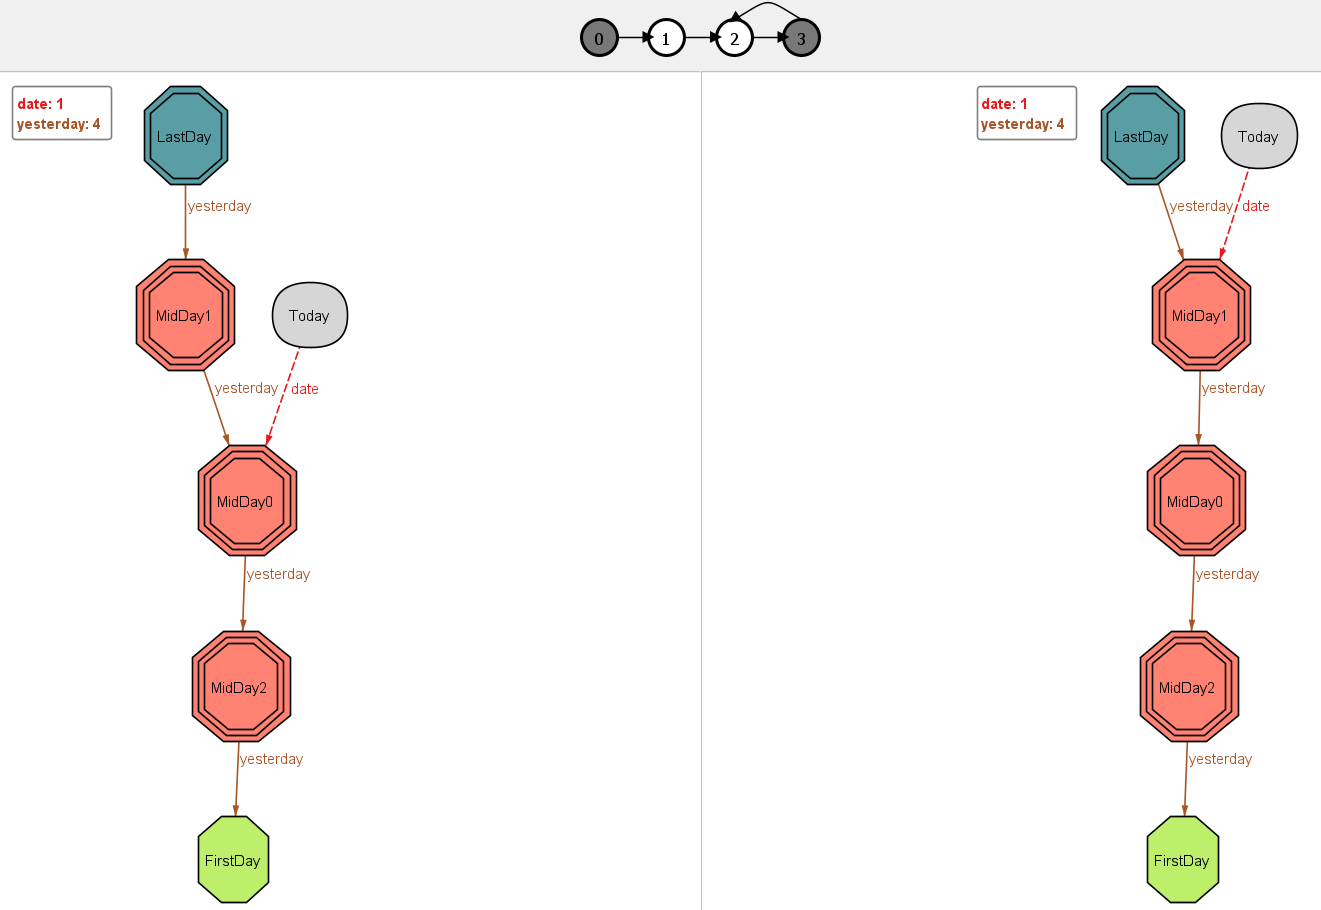 0 1 2 3
date: 1
yesterday: 4
LastDay
yesterday
MidDay1
Today
yesterday
date
MidDay0
yesterday
MidDay2
yesterday
FirstDay
date: 1
yesterday: 4
LastDay
Today
yesterday
date
MidDay1
yesterday
MidDay0
yesterday
MidDay2
yesterday
FirstDay